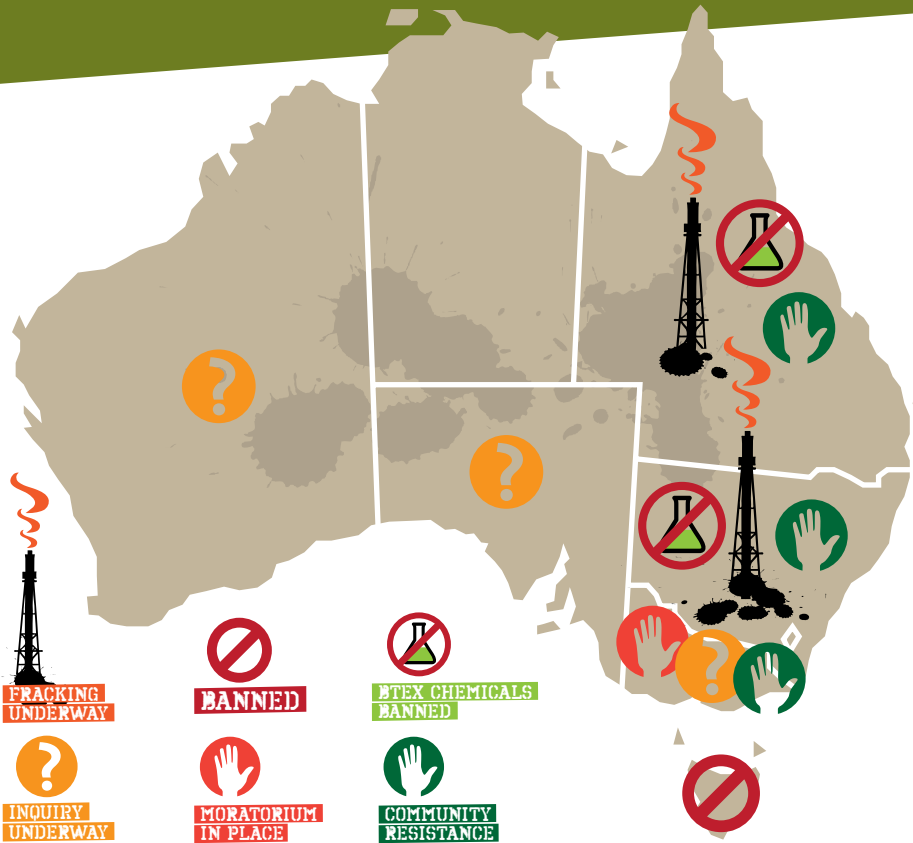 FRACKING
UNDERWAY
BANNED
BTEX CHEMICALS
BANNED
INQUIRY
UNDERWAY
MORATORIUM
IN PLACE
COMMUNITY
RESISTANCE